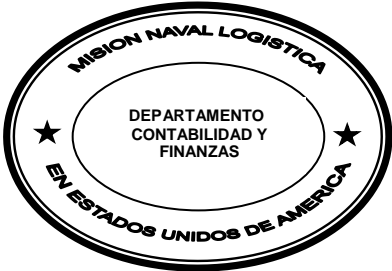 MISION NAVAL LOGISTICA
DEPARTAMENTO
CONTABILIDAD Y
FINANZAS
EN ESTADOS UNIDOS DE AMERICA